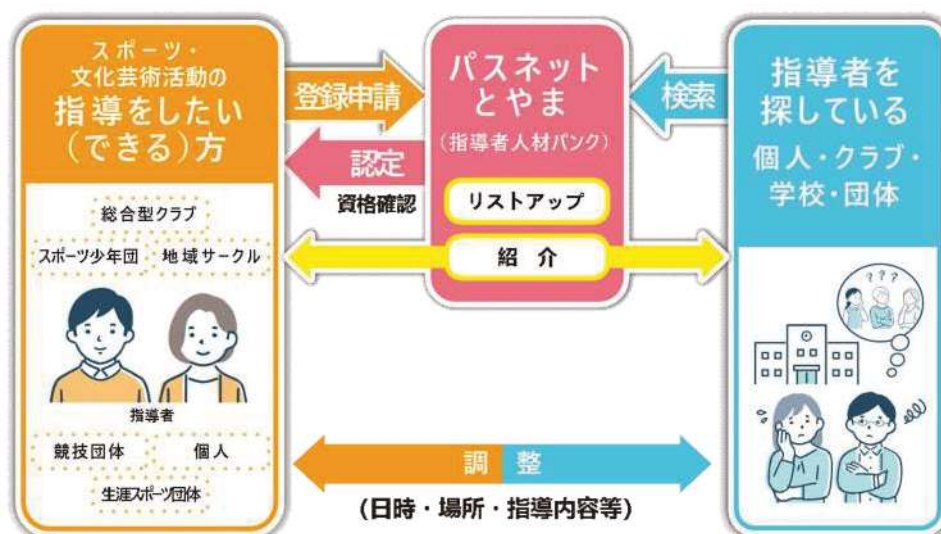 スポーツ・
文化芸術活動の
指導をしたい
(できる)方
総合型クラブ
スポーツ少年団
地域サークル
指導者
競技団体
個人
生涯スポーツ団体
登録申請
認定
資格確認
パスネット
とやま
(指導者人材バンク)
リストアップ
紹介
検索
指導者を
探している
個人・クラブ・
学校・団体
???
調整
(日時・場所・指導内容等)